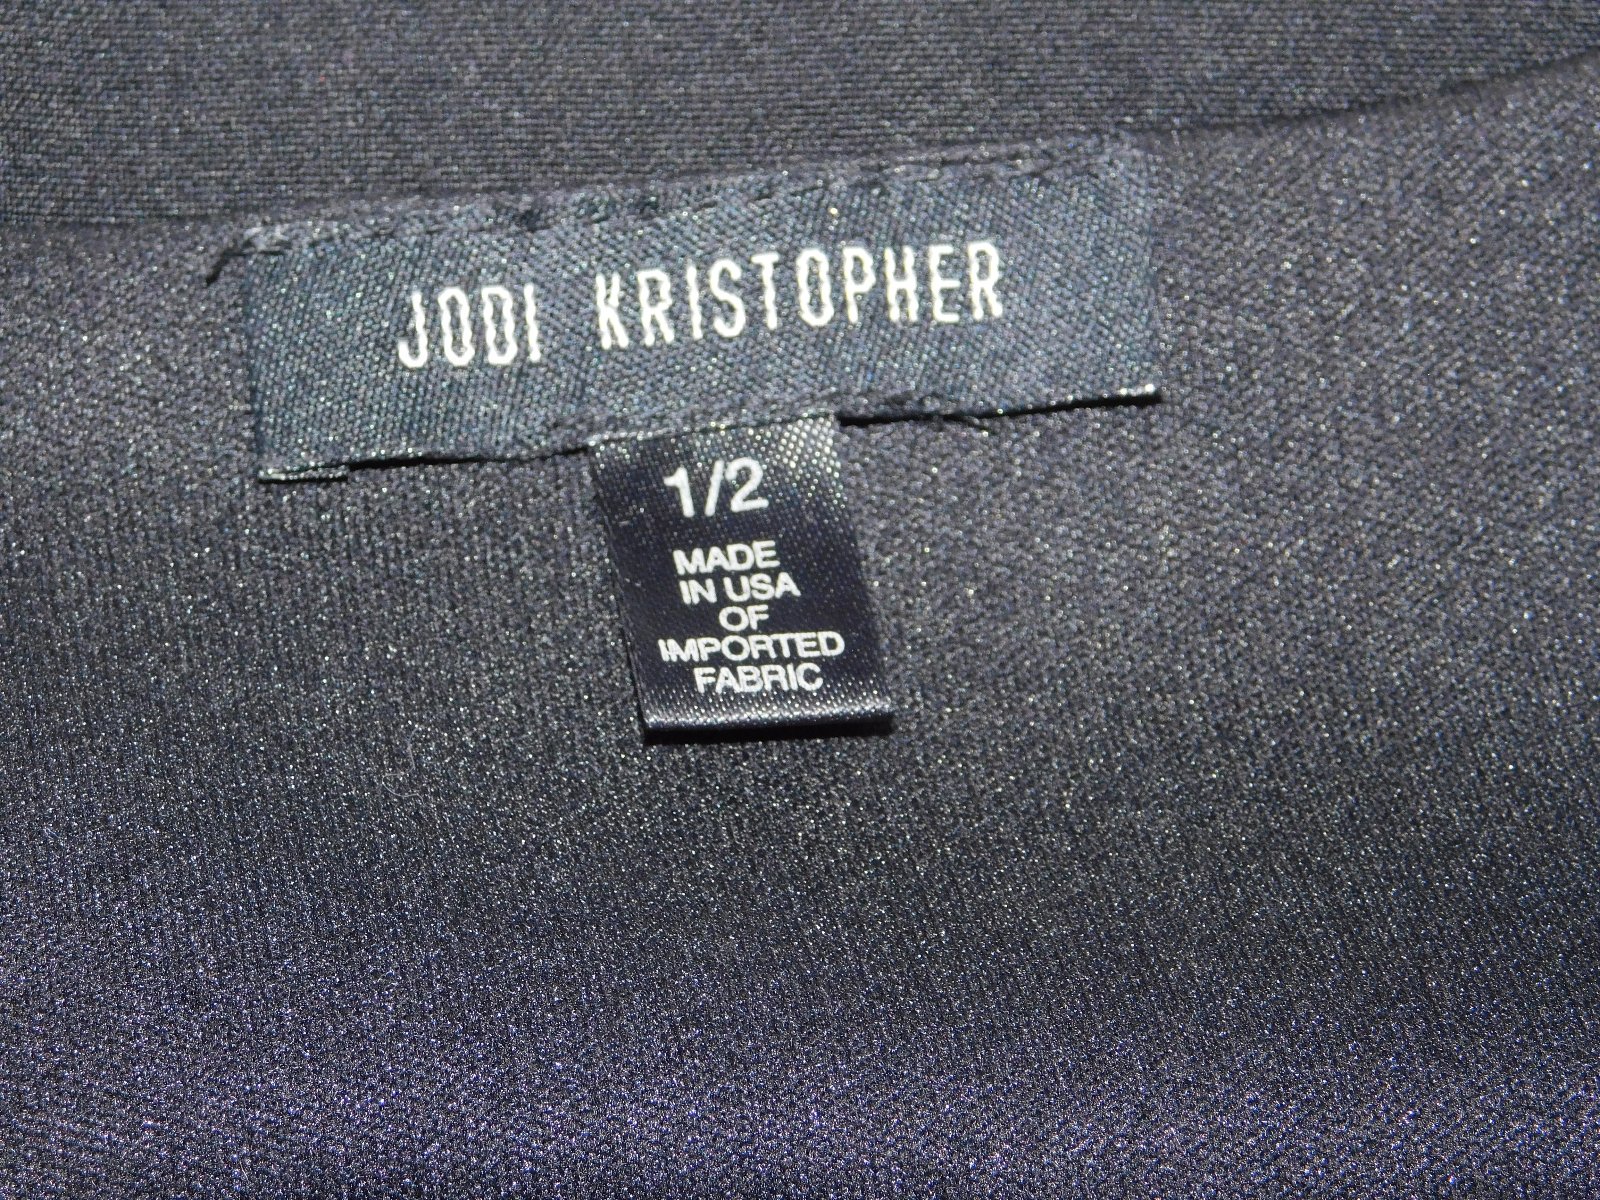 JODI KRISTOPHER
1/2
MADE
IN USA
OF
IMPORTED
FABRIC